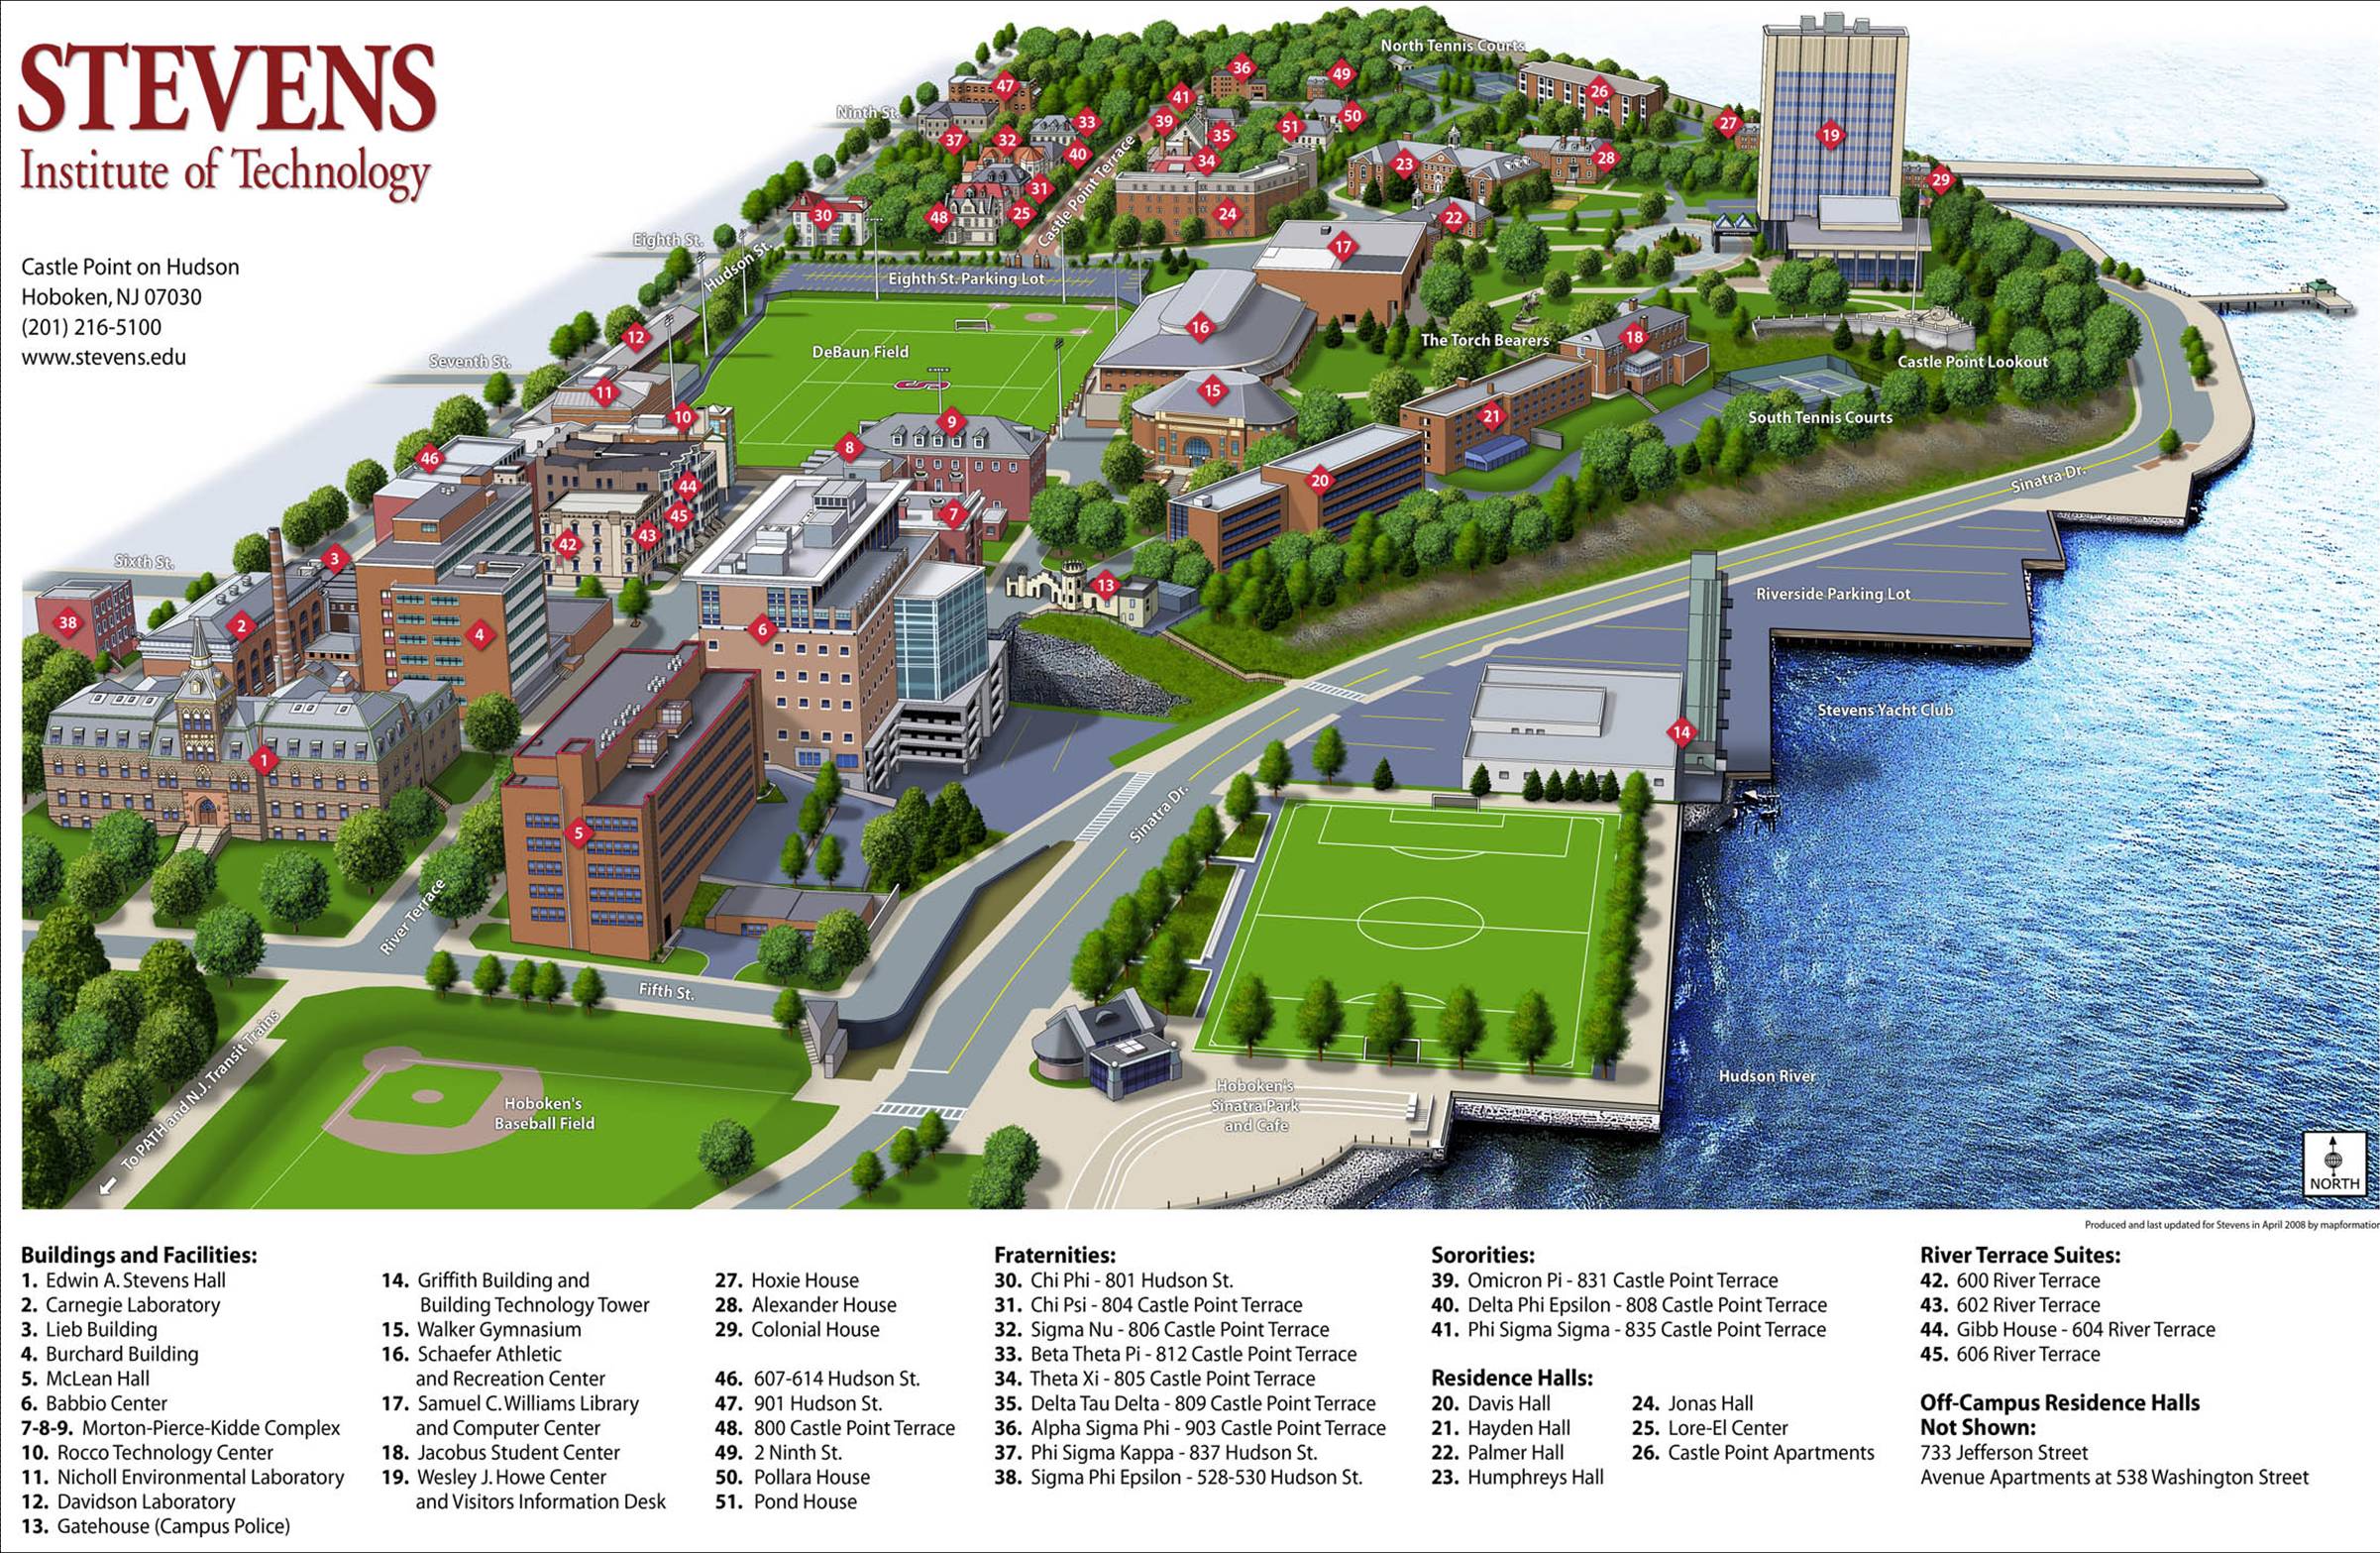 STEVENS
Institute of Technology
Castle Point on Hudson
Hoboken, NJ 07030
(201) 216-5100
www.stevens.edu
North Tennis Courts
36
49
47
41
26
Ninth St.
50
33
39
51
27
37
32
35
19
40
34
23
28
31
29
30
48
25
24
22
Castle Point Terrace
Eighth St.
Hudson St.
17
Eighth St. Parking Lot
12
16
18
The Torch Bearers
DeBaun Field
Castle Point Lookout
Seventh St.
S
11
15
10
9
21
South Tennis Courts
8
46
44
20
Sinatra Dr.
45
7
43
42
3
Sixth St.
13
Riverside Parking Lot
38
2
6
4
Stevens Yacht Club
14
1
5
Sinatra Dr.
River Terrace
Fifth St.
To PATH and N.J. Transit Trains
Hoboken's
Baseball Field
Hoboken's
Sinatra Park
and Cafe
Hudson River
NORTH
Produced and last updated for Stevens in April 2008 by mapformation
Buildings and Facilities:
1. Edwin A. Stevens Hall
2. Carnegie Laboratory
3. Lieb Building
4. Burchard Building
5. McLean Hall
6. Babbio Center
7-8-9. Morton-Pierce-Kidde Complex
10. Rocco Technology Center
11. Nicholl Environmental Laboratory
12. Davidson Laboratory
13. Gatehouse (Campus Police)
14. Griffith Building and
Building Technology Tower
15. Walker Gymnasium
16. Schaefer Athletic
and Recreation Center
17. Samuel C. Williams Library
and Computer Center
18. Jacobus Student Center
19. Wesley J. Howe Center
and Visitors Information Desk
27. Hoxie House
28. Alexander House
29. Colonial House
46. 607-614 Hudson St.
47. 901 Hudson St.
48. 800 Castle Point Terrace
49. 2 Ninth St.
50. Pollara House
51. Pond House
Fraternities:
30. Chi Phi - 801 Hudson St.
31. Chi Psi - 804 Castle Point Terrace
32. Sigma Nu - 806 Castle Point Terrace
33. Beta Theta Pi - 812 Castle Point Terrace
34. Theta Xi - 805 Castle Point Terrace
35. Delta Tau Delta - 809 Castle Point Terrace
36. Alpha Sigma Phi - 903 Castle Point Terrace
37. Phi Sigma Kappa - 837 Hudson St.
38. Sigma Phi Epsilon - 528-530 Hudson St.
Sororities:
39. Omicron Pi - 831 Castle Point Terrace
40. Delta Phi Epsilon - 808 Castle Point Terrace
41. Phi Sigma Sigma - 835 Castle Point Terrace
Residence Halls:
20. Davis Hall
21. Hayden Hall
22. Palmer Hall
23. Humphreys Hall
24. Jonas Hall
25. Lore-El Center
26. Castle Point Apartments
River Terrace Suites:
42. 600 River Terrace
43. 602 River Terrace
44. Gibb House - 604 River Terrace
45. 606 River Terrace
Off-Campus Residence Halls
Not Shown:
733 Jefferson Street
Avenue Apartments at 538 Washington Street